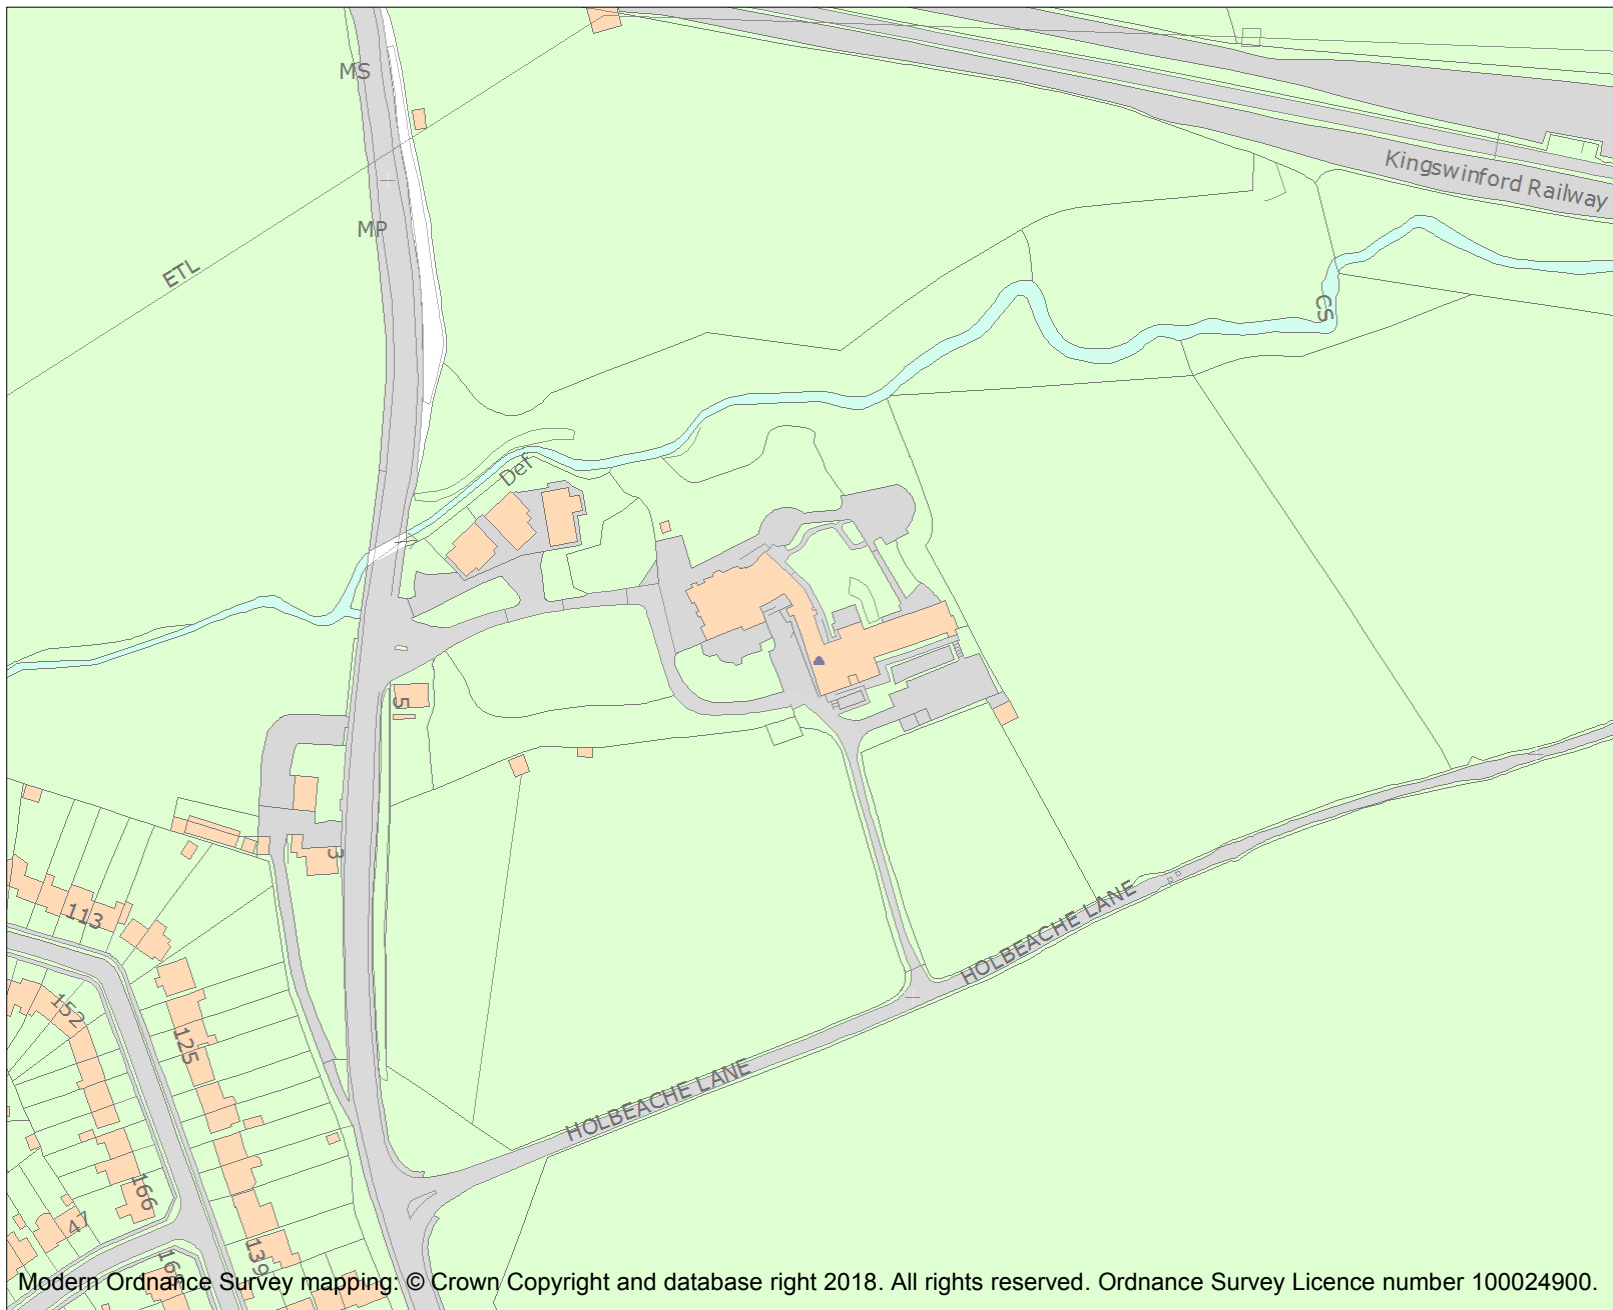 MS
Kingswinford Railway
MP
ETL
CS
Def
5
3
113
HOLBEACHE LANE
152
125
HOLBEACHE LANE
166
47
139
Modern Ordnance Survey mapping: © Crown Copyright and database right 2018. All rights reserved. Ordnance Survey Licence number 100024900.